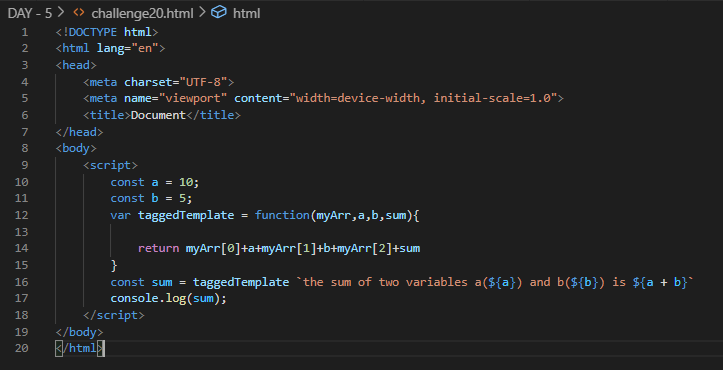 DAY - 5 > <> challenge20.html > html
1 <!DOCTYPE html>
2 <html lang="en">
3 <head>
4     <meta charset="UTF-8">
5     <meta name="viewport" content="width=device-width, initial-scale=1.0">
6     <title>Document</title>
7 </head>
8 <body>
9     <script>
10         const a = 10;
11         const b = 5;
12         var taggedTemplate = function(myArr,a,b,sum){
13
14             return myArr[0]+a+myArr[1]+b+myArr[2]+sum
15         }
16         const sum = taggedTemplate `the sum of two variables a(${a}) and b(${b}) is ${a + b}`
17         console.log(sum);
18     </script>
19 </body>
20 </html>